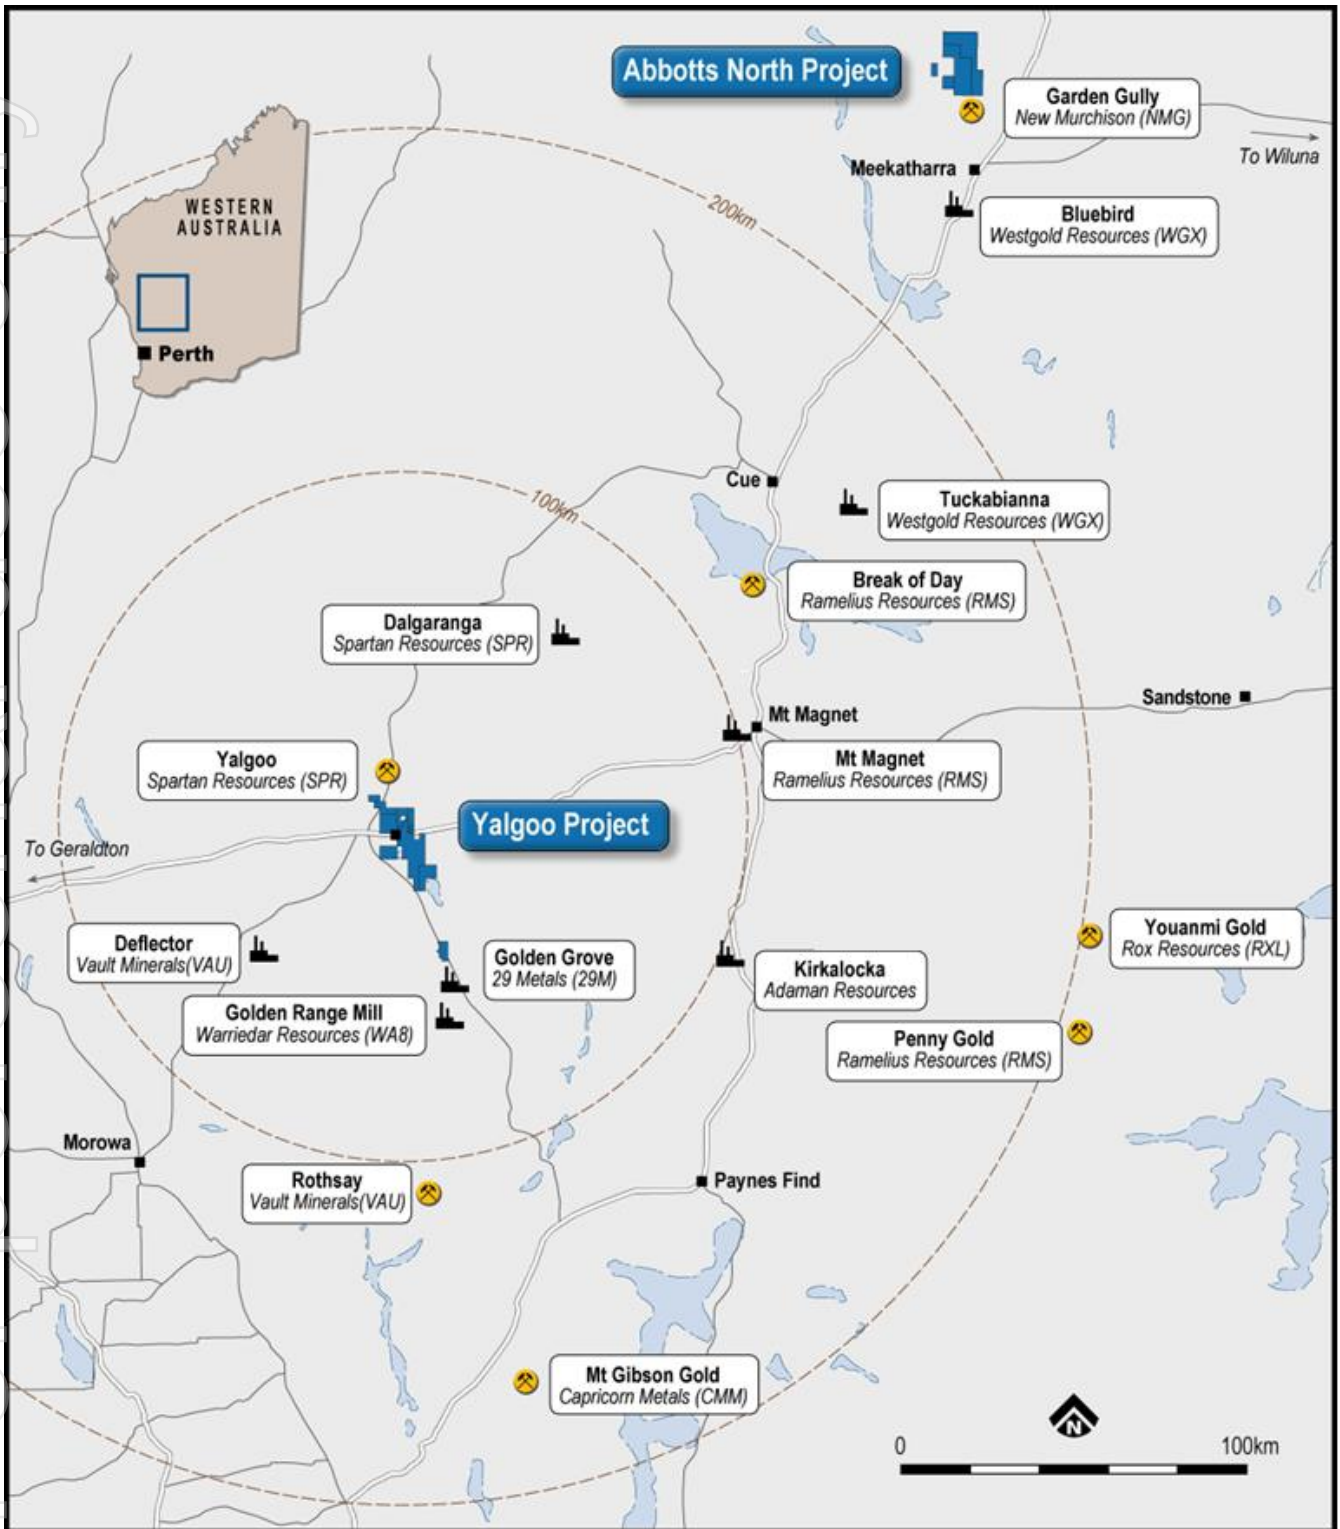 Abbotts North Project
Garden Gully
New Murchison (NMG)
To Wiluna
Meekatharra
WESTERN
AUSTRALIA
200km
Bluebird
Westgold Resources (WGX)
Perth
Cue
100km
Tuckabianna
Westgold Resources (WGX)
Break of Day
Ramelius Resources (RMS)
Dalgaranga
Spartan Resources (SPR)
Sandstone
Mt Magnet
Mt Magnet
Ramelius Resources (RMS)
Yalgoo
Spartan Resources (SPR)
Yalgoo Project
To Geraldton
Deflector
Vault Minerals(VAU)
Golden Grove
29 Metals (29M)
Youanmi Gold
Rox Resources (RXL)
Kirkalocka
Adaman Resources
Golden Range Mill
Warriedar Resources (WA8)
Penny Gold
Ramelius Resources (RMS)
Morowa
Rothsay
Vault Minerals(VAU)
Paynes Find
Mt Gibson Gold
Capricorn Metals (CMM)
N
0
100km